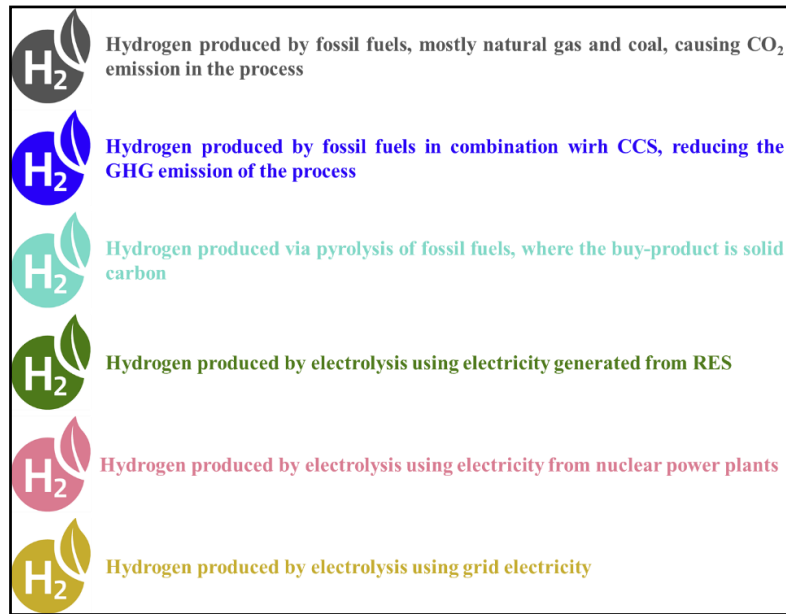 H2
Hydrogen produced by fossil fuels, mostly natural gas and coal, causing CO2
emission in the process
H2
Hydrogen produced by fossil fuels in combination wirh CCS, reducing the
GHG emission of the process
H2
Hydrogen produced via pyrolysis of fossil fuels, where the buy-product is solid
carbon
H2
Hydrogen produced by electrolysis using electricity generated from RES
H2
Hydrogen produced by electrolysis using electricity from nuclear power plants
H2
Hydrogen produced by electrolysis using grid electricity